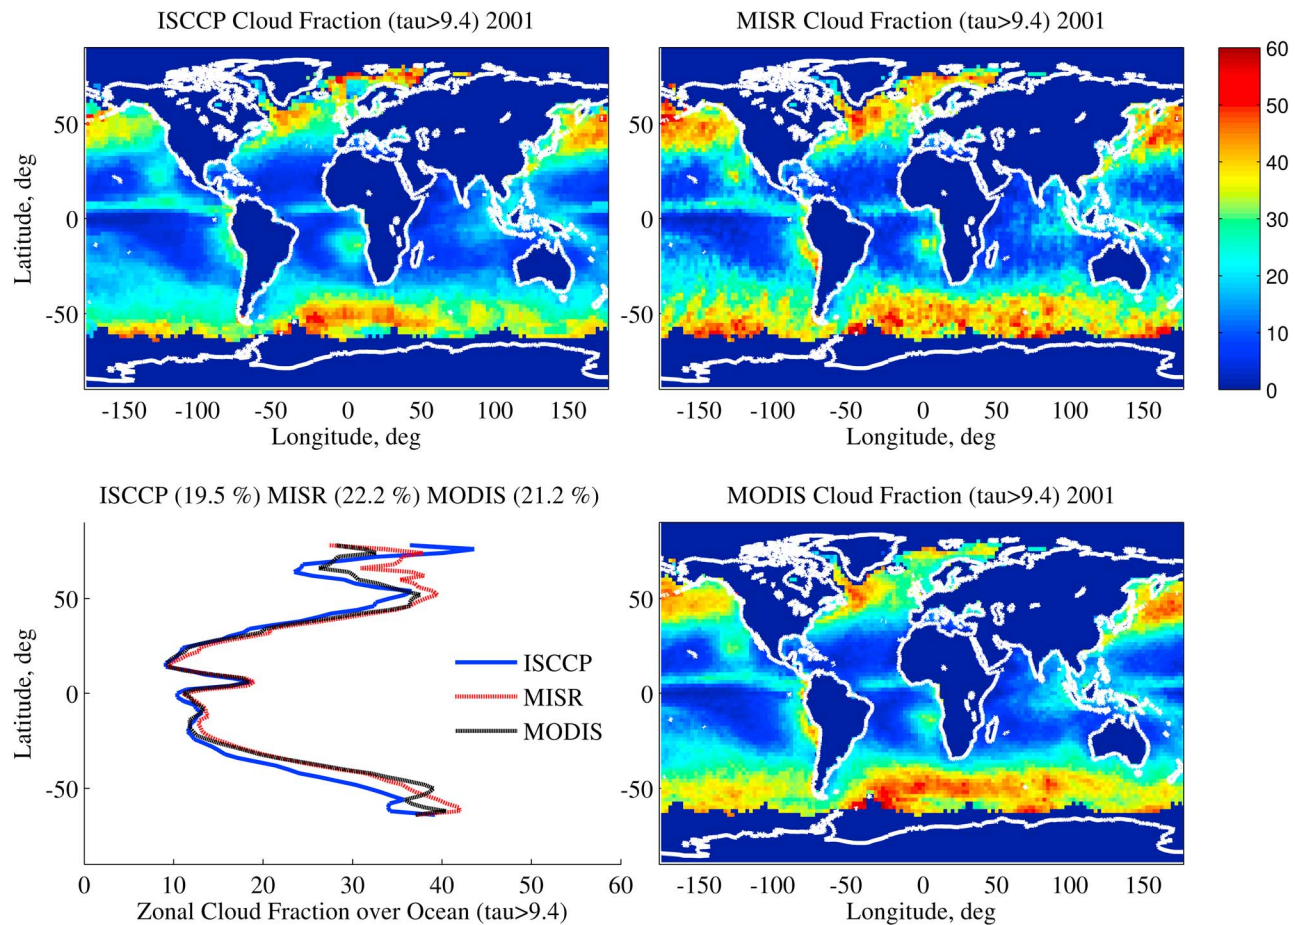 ISCCP Cloud Fraction (tau>9.4) 2001
MISR Cloud Fraction (tau>9.4) 2001
Latitude, deg
50
0
-50
-150 -100 -50 0 50 100 150
Longitude, deg
50
0
-50
-150 -100 -50 0 50 100 150
Longitude, deg
60
50
40
30
20
10
0
ISCCP (19.5 %) MISR (22.2 %) MODIS (21.2 %)
MODIS Cloud Fraction (tau>9.4) 2001
Latitude, deg
50
0
-50
ISCCP
MISR
MODIS
0 10 20 30 40 50 60
Zonal Cloud Fraction over Ocean (tau>9.4)
50
0
-50
-150 -100 -50 0 50 100 150
Longitude, deg